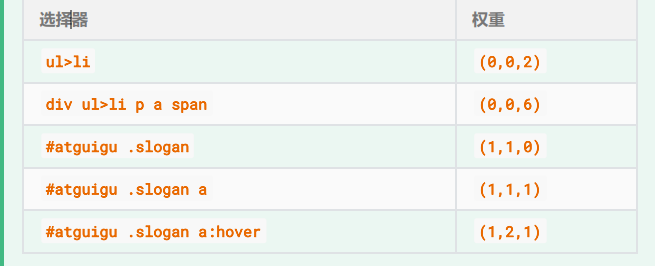 选择器 权重
ul>li (0,0,2)
div ul>li p a span (0,0,6)
#atguigu .slogan (1,1,0)
#atguigu .slogan a (1,1,1)
#atguigu .slogan a:hover (1,2,1)